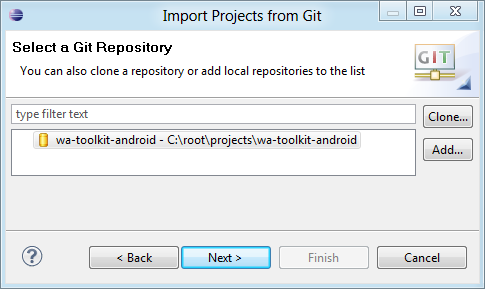 Import Projects from Git
Select a Git Repository
You can also clone a repository or add local repositories to the list
GIT
type filter text
Clone...
wa-toolkit-android - C:\root\projects\wa-toolkit-android
Add...
?
< Back
Next >
Finish
Cancel